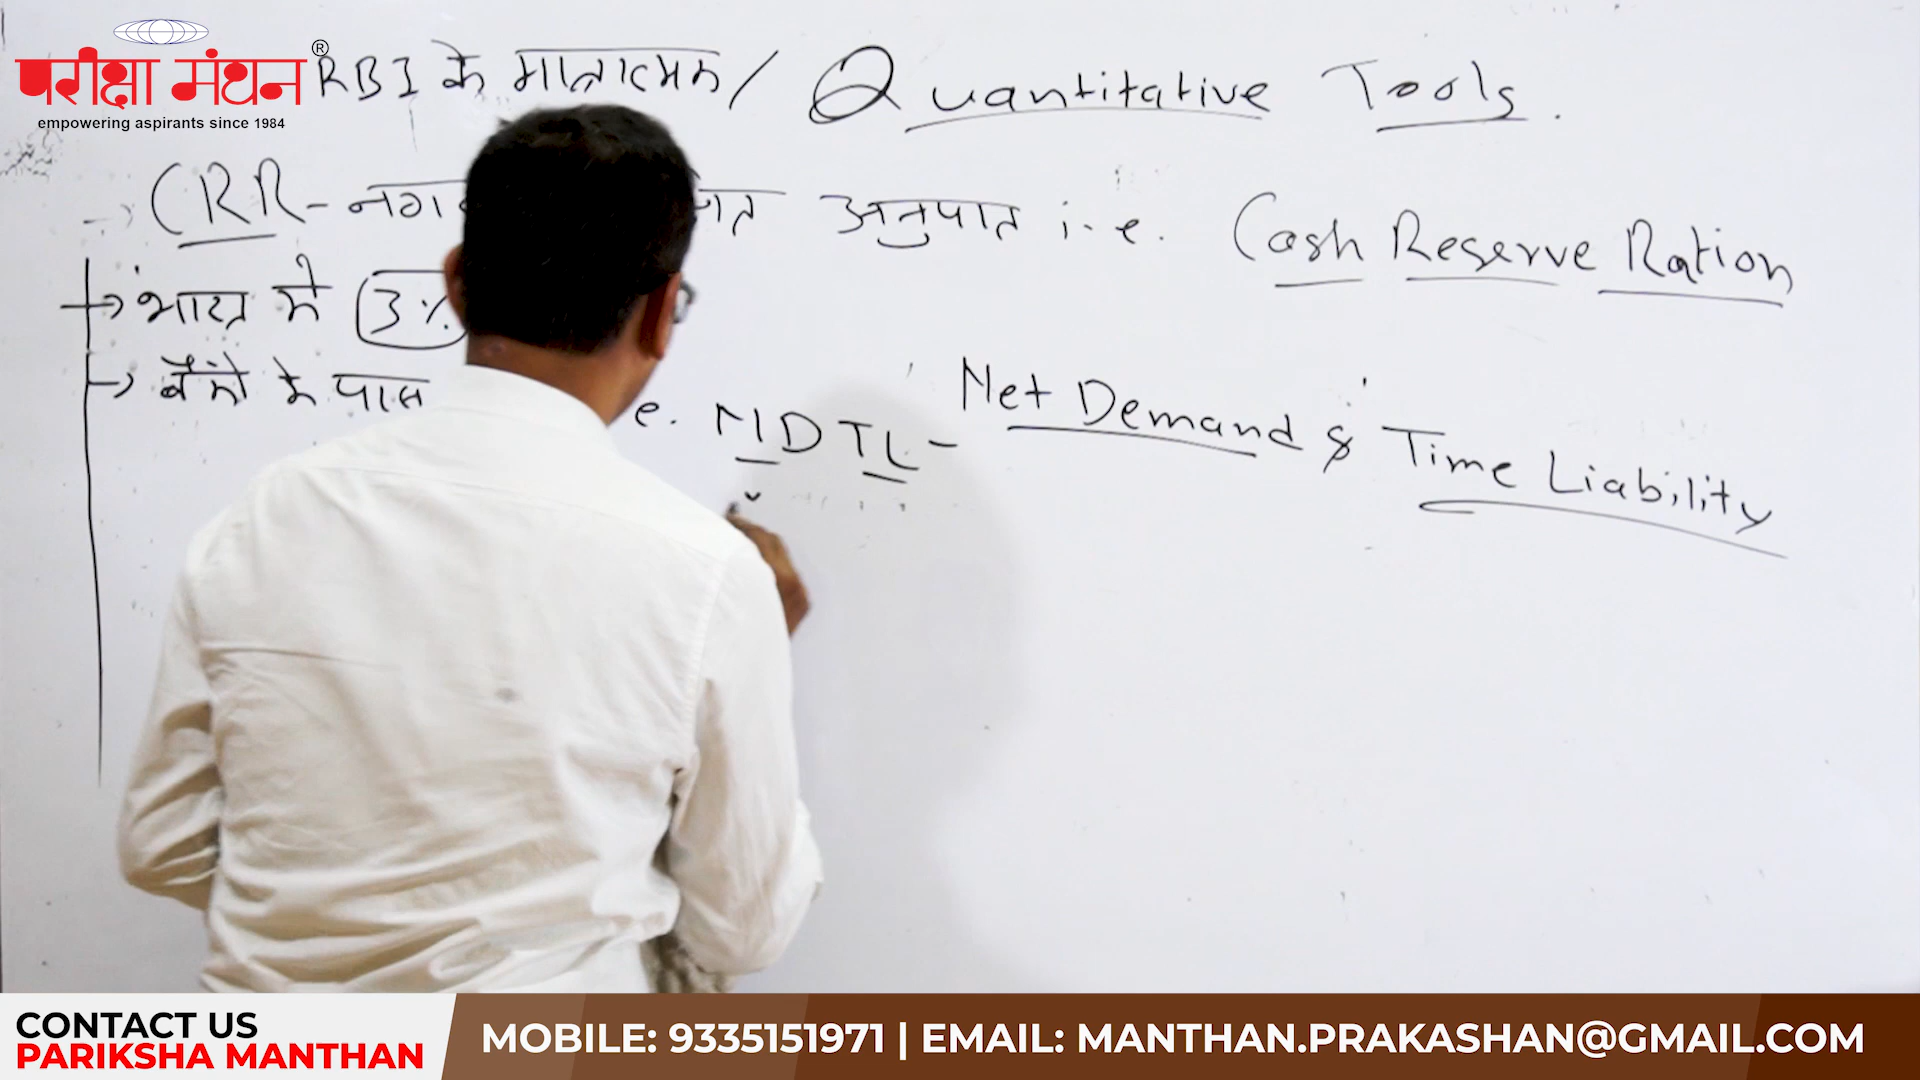 परीक्षा मंथन®
empowering aspirants since 1984
RBI के मात्रात्मक / Quantitative Tools.
→ CRR - नगद अनुपात i.e. Cash Reserve Ration
→ भारत में 3%
→ बैंकों के पास e. NDTL - Net Demand & Time Liability
CONTACT US
PARIKSHA MANTHAN
MOBILE: 9335151971 | EMAIL: MANTHAN.PRAKASHAN@GMAIL.COM